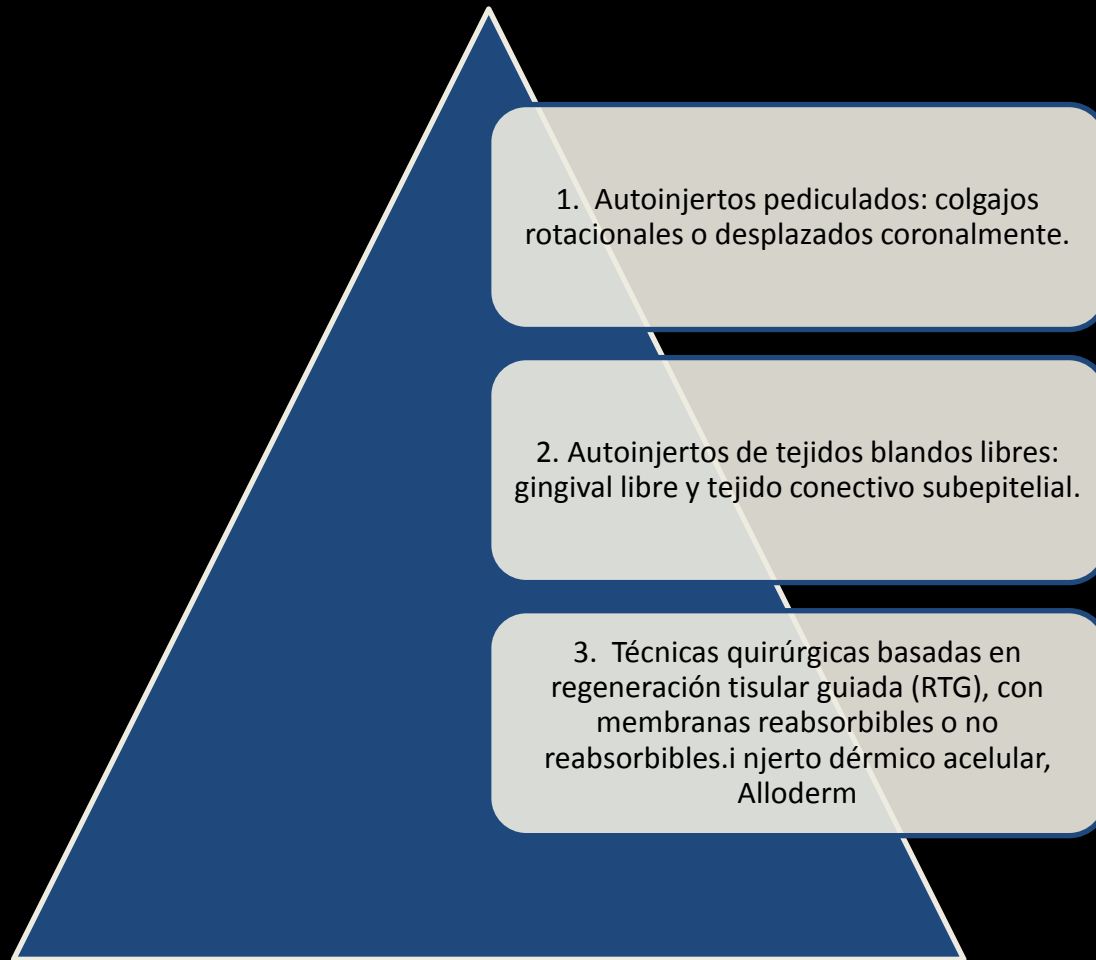 1. Autoinjertos pediculados: colgajos
rotacionales o desplazados coronalmente.
2. Autoinjertos de tejidos blandos libres:
gingival libre y tejido conectivo subepitelial.
3. Técnicas quirúrgicas basadas en
regeneración tisular guiada (RTG), con
membranas reabsorbibles o no
reabsorbibles.i njerto dérmico acelular,
Alloderm